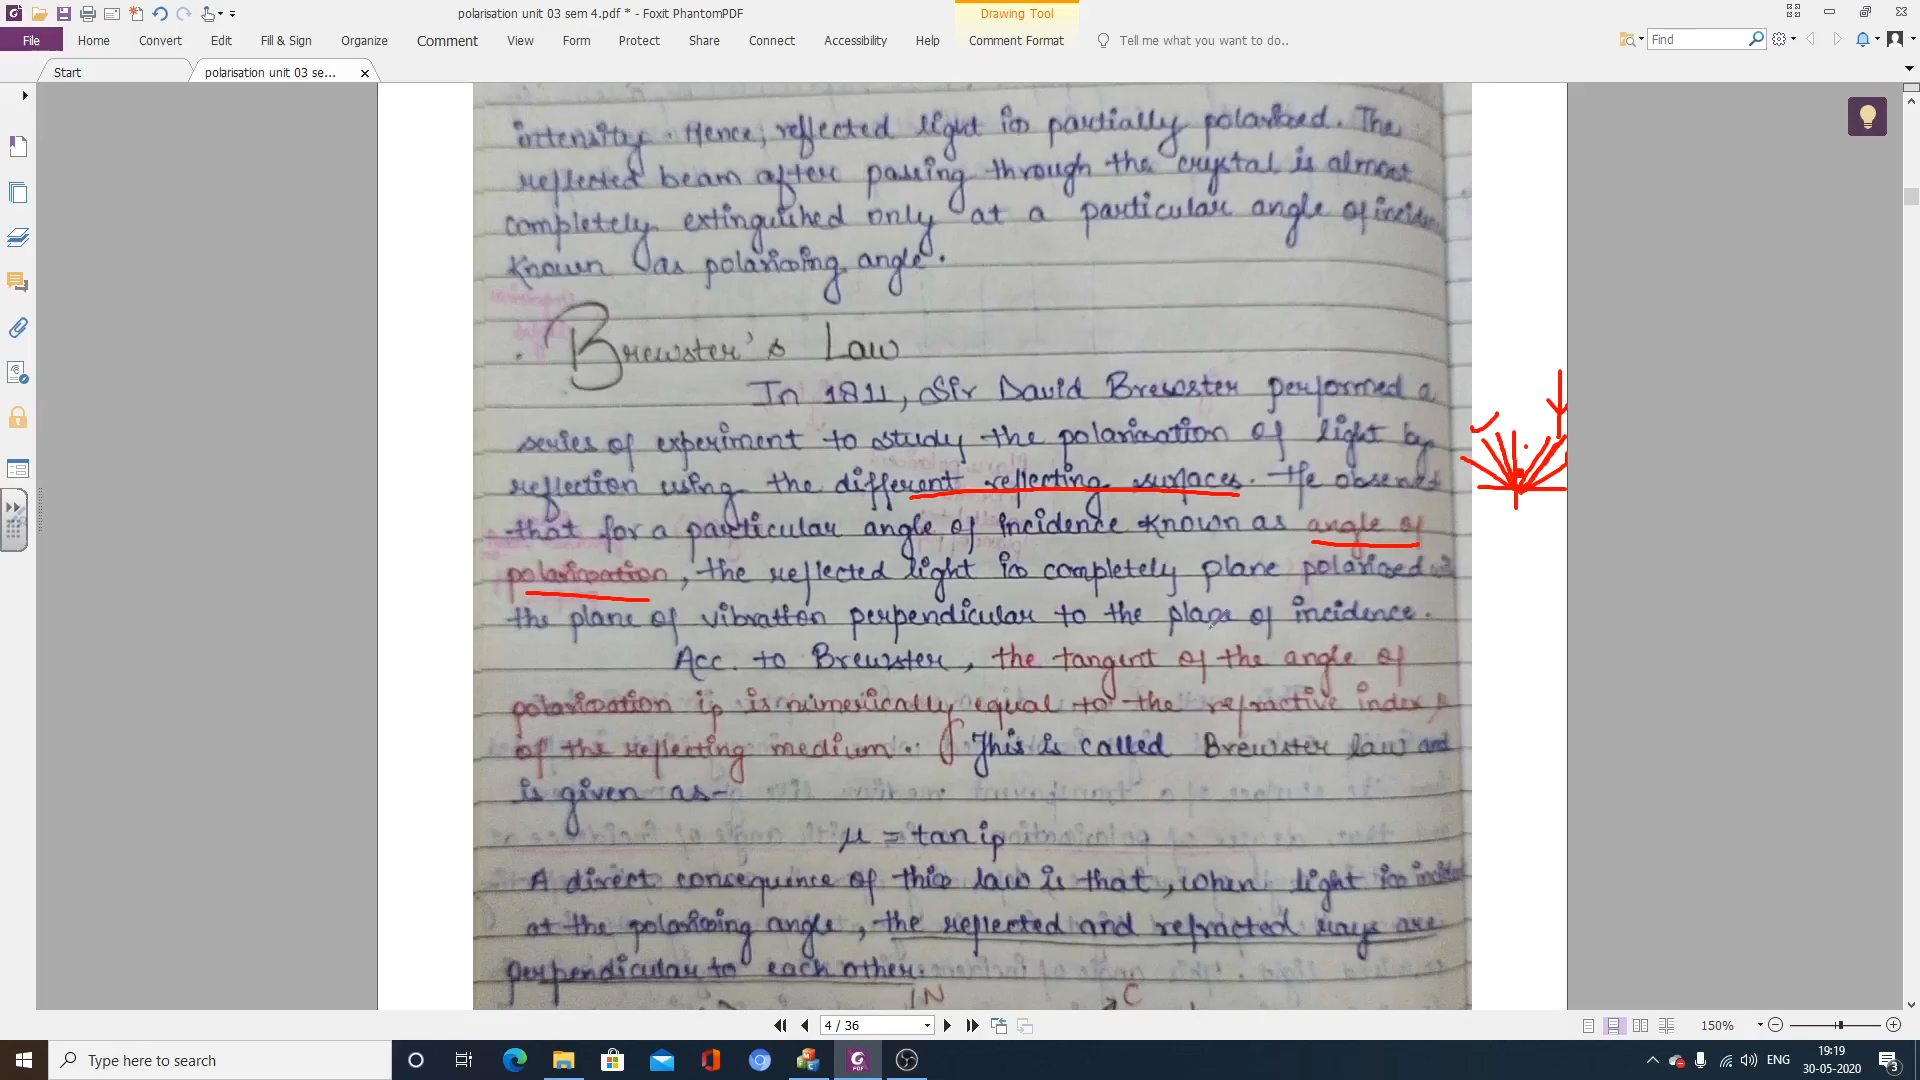 polarisation unit 03 sem 4.pdf * - Foxit PhantomPDF
Drawing Tool
File Home Convert Edit Fill & Sign Organize Comment View Form Protect Share Connect Accessibility Help Comment Format Tell me what you want to do.. Find
Start polarisation unit 03 se...
intensity. Hence, reflected light is partially polarised. The
reflected beam after passing through the crystal is almost
completely extinguished only at a particular angle of
known as polarising angle.
Brewster's Law
In 1811, Sir David Brewster performed a
series of experiment to study the polarisation of light by
reflection using the different reflecting surfaces. He
that for a particular angle of incidence known as angle of
polarisation, the reflected light is completely plane polarised
the plane of vibration perpendicular to the plane of incidence.
Acc. to Brewster, the tangent of the angle of
polarisation ip is numerically equal to the refractive index
of the reflecting medium. This is called Brewster law and
is given as-
μ = tan ip
A direct consequence of this law is that, when light is
at the polarising angle, the reflected and refracted rays are
perpendicular to each other.
N C
4 / 36
150%
Type here to search
ENG
19:19
30-05-2020
3